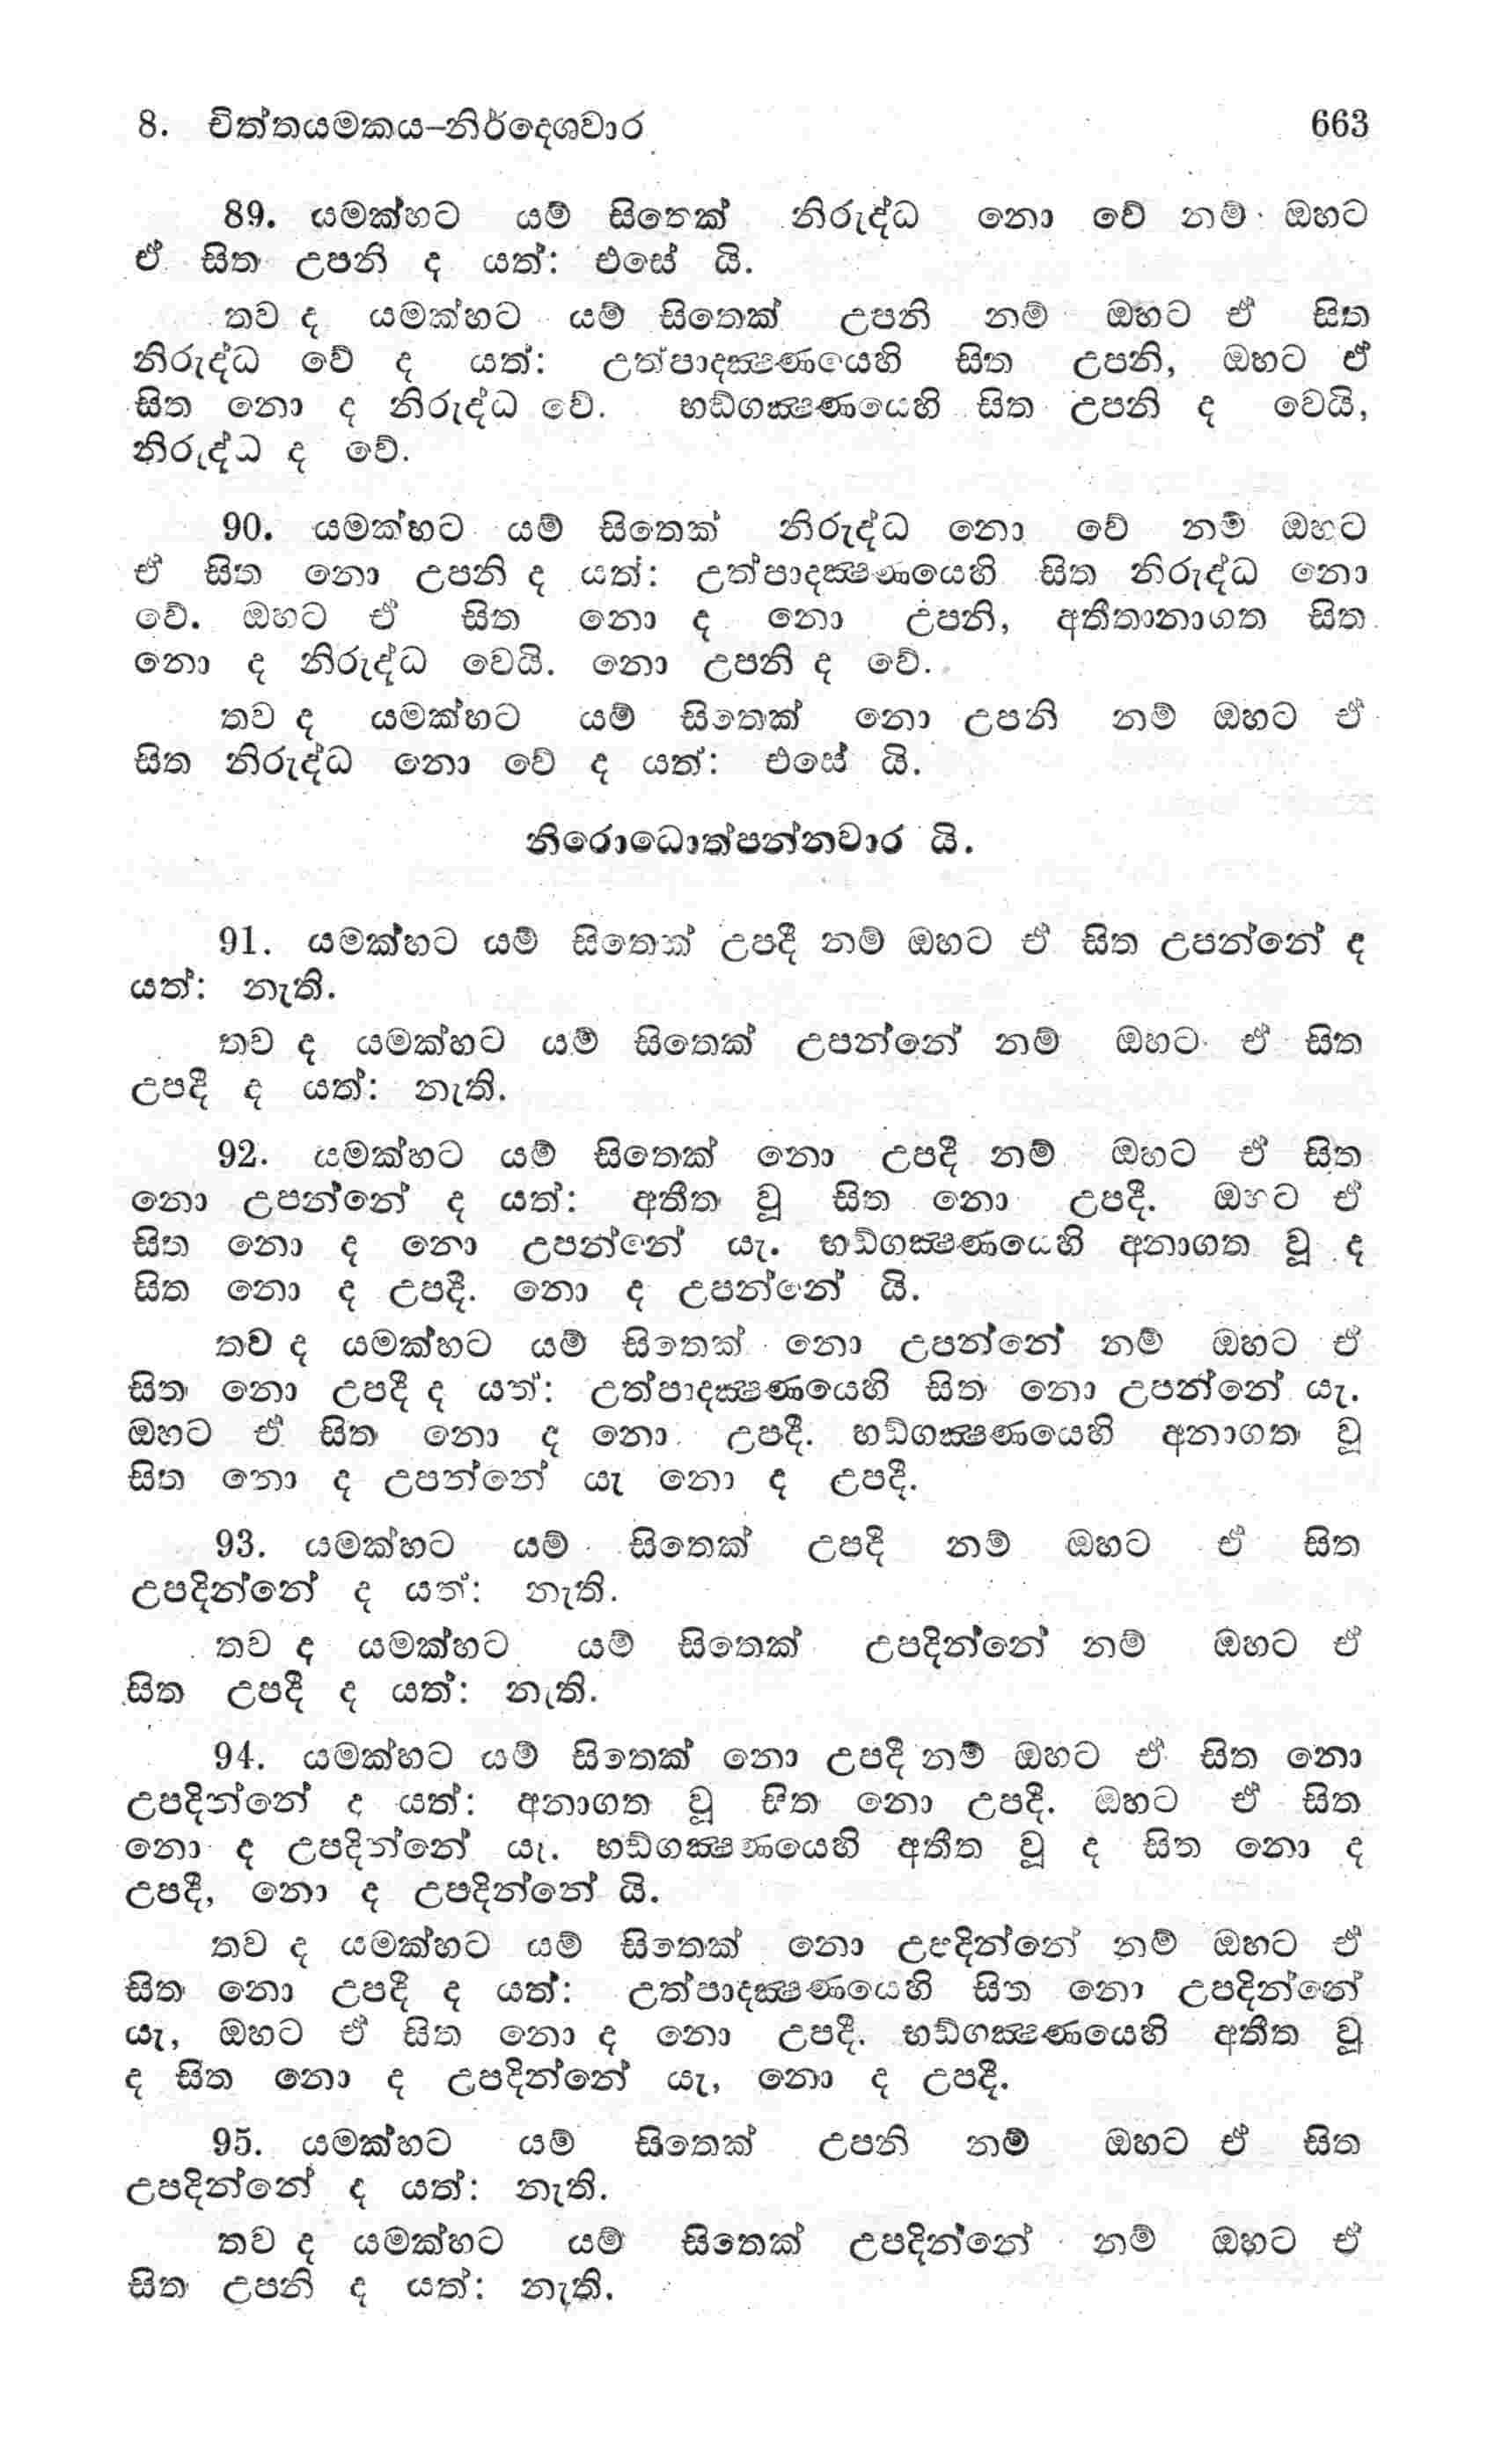 8. චිත්තයමකය–නිර්දෙශවාර 663
89. යමක්හට යම් සිතෙක් නිරුද්ධ නො වේ නම් ඔහට
ඒ සිත උපනි ද යත්: එසේ යි.
තව ද යමක්හට යම් සිතෙක් උපනි නම් ඔහට ඒ සිත
නිරුද්ධ වේ ද යත්: උත්පාදක්‍ෂණයෙහි සිත උපනි, ඔහට ඒ
සිත නො ද නිරුද්ධ වේ. භඩ්ගක්‍ෂණයෙහි සිත උපනි ද වෙයි,
නිරුද්ධ ද වේ.
90. යමක්හට යම් සිතෙක් නිරුද්ධ නො වේ නම් ඔහට
ඒ සිත නො උපනි ද යත්: උත්පාදක්‍ෂණයෙහි සිත නිරුද්ධ නො
වේ. ඔහට ඒ සිත නො ද නො උපනි, අතීතානාගත සිත
නො ද නිරුද්ධ වෙයි. නො උපනි ද වේ.
තව ද යමක්හට යම් සිතෙක් නො උපනි නම් ඔහට ඒ
සිත නිරුද්ධ නො වේ ද යත්: එසේ යි.
නිරොධොත්පන්නවාර යි.
91. යමක්හට යම් සිතෙක් උපදී නම් ඔහට ඒ සිත උපන්නේ ද
යත්: නැති.
තව ද යමක්හට යම් සිතෙක් උපන්නේ නම් ඔහට ඒ සිත
උපදී ද යත්: නැති.
92. යමක්හට යම් සිතෙක් නො උපදී නම් ඔහට ඒ සිත
නො උපන්නේ ද යත්: අතීත වූ සිත නො උපදී. ඔහට ඒ
සිත නො ද නො උපන්නේ යැ. භඩ්ගක්‍ෂණයෙහි අනාගත වූ ද
සිත නො ද උපදී. නො ද උපන්නේ යි.
තව ද යමක්හට යම් සිතෙක් නො උපන්නේ නම් ඔහට ඒ
සිත නො උපදී ද යත්: උත්පාදක්‍ෂණයෙහි සිත නො උපන්නේ යැ.
ඔහට ඒ සිත නො ද නො උපදී. භඩ්ගක්‍ෂණයෙහි අනාගත වූ
සිත නො ද උපන්නේ යැ නො ද උපදී.
93. යමක්හට යම් සිතෙක් උපදී නම් ඔහට ඒ සිත
උපදින්නේ ද යත්: නැති.
තව ද යමක්හට යම් සිතෙක් උපදින්නේ නම් ඔහට ඒ
සිත උපදී ද යත්: නැති.
94. යමක්හට යම් සිතෙක් නො උපදී නම් ඔහට ඒ සිත නො
උපදින්නේ ද යත්: අනාගත වූ සිත නො උපදී. ඔහට ඒ සිත
නො ද උපදින්නේ යැ. භඩ්ගක්‍ෂණයෙහි අතීත වූ ද සිත නො ද
උපදී, නො ද උපදින්නේ යි.
තව ද යමක්හට යම් සිතෙක් නො උපදින්නේ නම් ඔහට ඒ
සිත නො උපදී ද යත්: උත්පාදක්‍ෂණයෙහි සිත නො උපදින්නේ
යැ, ඔහට ඒ සිත නො ද නො උපදී. භඩ්ගක්‍ෂණයෙහි අතීත වූ
ද සිත නො ද උපදින්නේ යැ, නො ද උපදී.
95. යමක්හට යම් සිතෙක් උපනි නම් ඔහට ඒ සිත
උපදින්නේ ද යත්: නැති.
තව ද යමක්හට යම් සිතෙක් උපදින්නේ නම් ඔහට ඒ
සිත උපනි ද යත්: නැති.